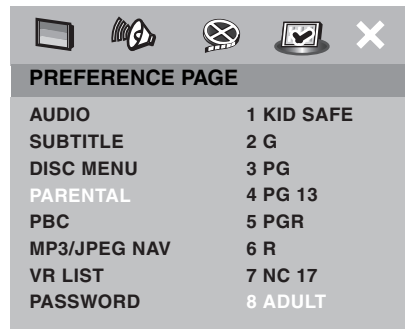 PREFERENCE PAGE
AUDIO
SUBTITLE
DISC MENU
PARENTAL
PBC
MP3/JPEG NAV
VR LIST
PASSWORD
1 KID SAFE
2 G
3 PG
4 PG 13
5 PGR
6 R
7 NC 17
8 ADULT